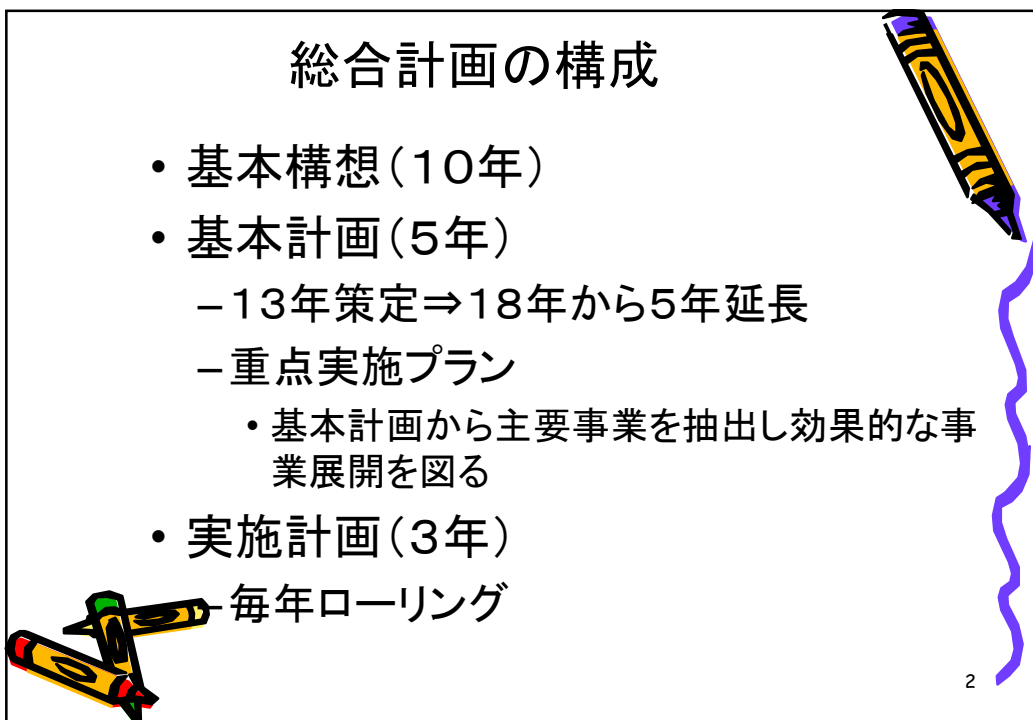 総合計画の構成
• 基本構想（１０年）
• 基本計画（５年）
–１３年策定⇒１８年から５年延長
–重点実施プラン
• 基本計画から主要事業を抽出し効果的な事
業展開を図る
• 実施計画（３年）
–毎年ローリング
2